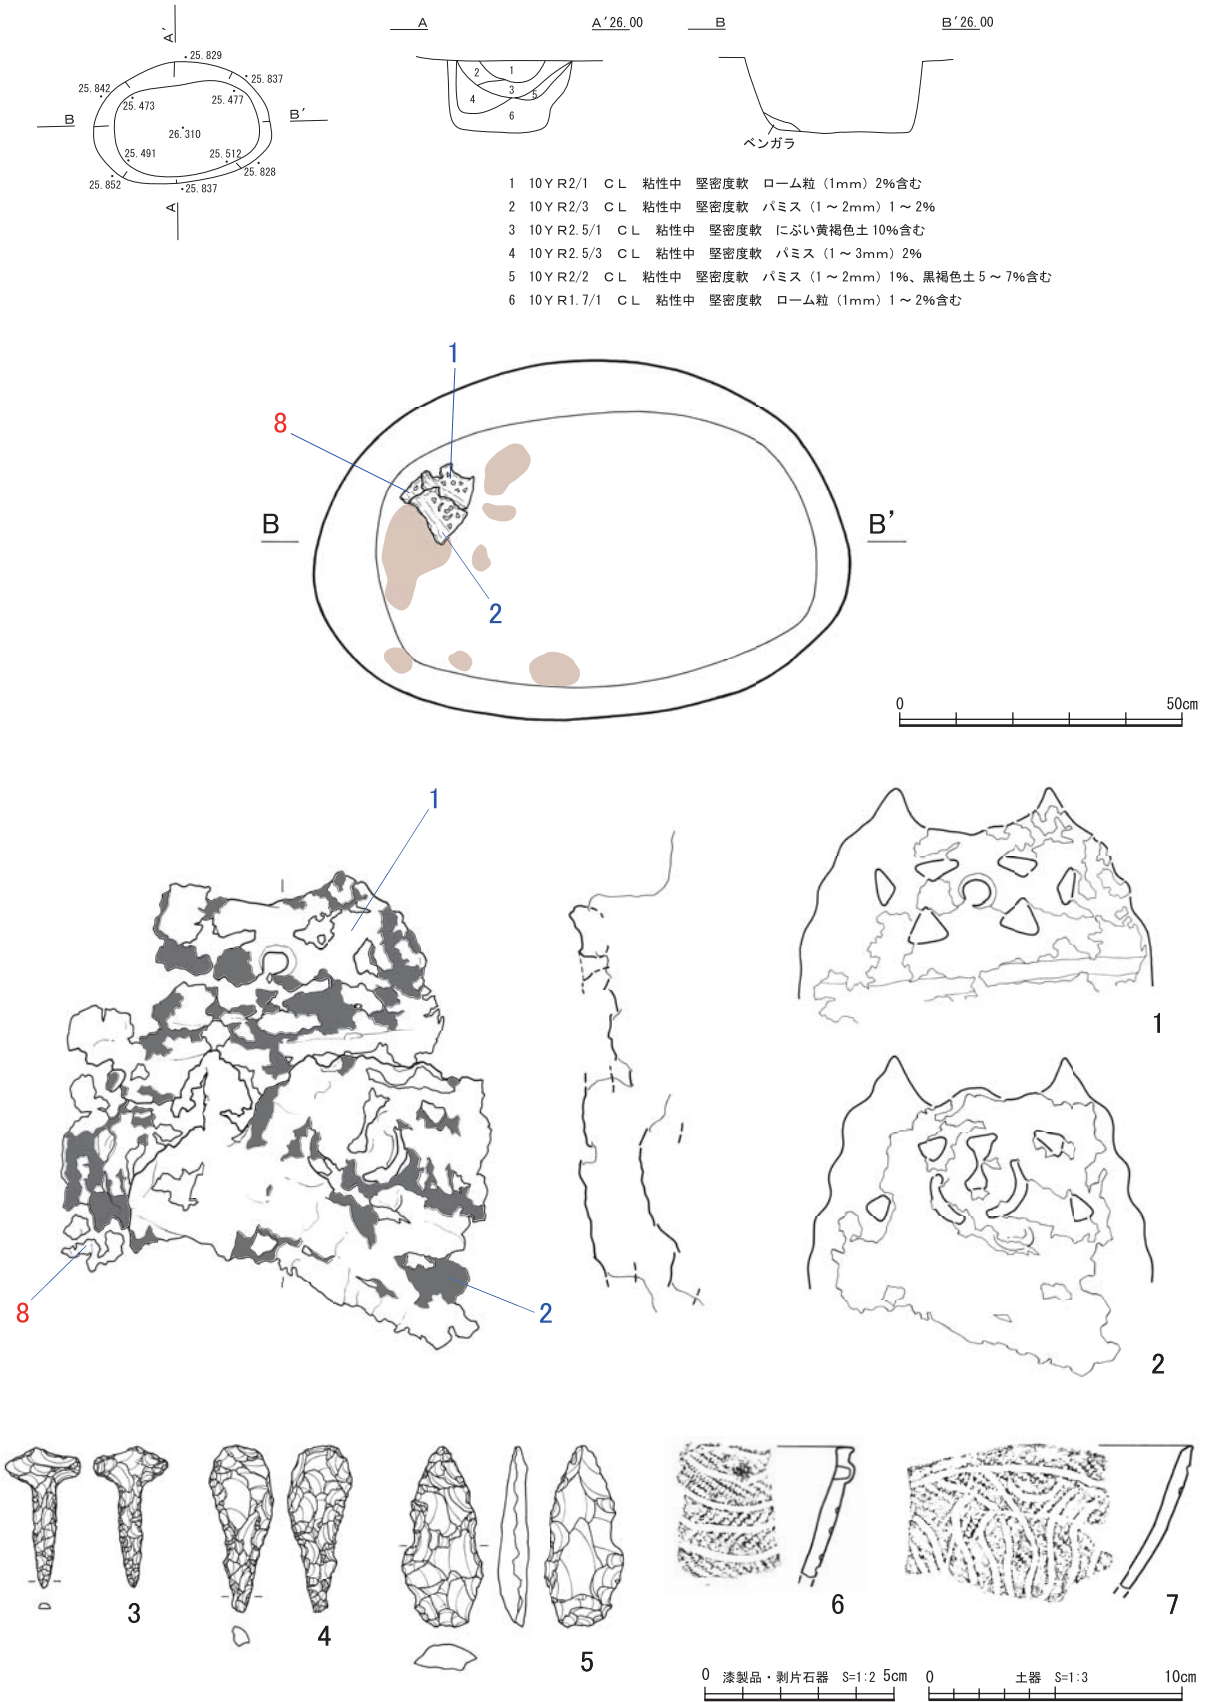 A'
25.829
25.837
25.842
25.473
25.477
B
B'
26.310
25.491
25.512
25.828
25.852
25.837
A
A
A'26.00
1
2
3
4
5
6
B
B'26.00
ベンガラ
1 10YR2/1 CL 粘性中 堅密度軟 ローム粒（1mm）2%含む
2 10YR2/3 CL 粘性中 堅密度軟 パミス（1～2mm）1～2%
3 10YR2.5/1 CL 粘性中 堅密度軟 にぶい黄褐色土10%含む
4 10YR2.5/3 CL 粘性中 堅密度軟 パミス（1～3mm）2%
5 10YR2/2 CL 粘性中 堅密度軟 パミス（1～2mm）1%、黒褐色土5～7%含む
6 10YR1.7/1 CL 粘性中 堅密度軟 ローム粒（1mm）1～2%含む
1
8
B
B'
2
0 50cm
1
8
2
1
2
3
4
5
6
7
0 漆製品・剥片石器 S=1:2 5cm
0 土器 S=1:3 10cm